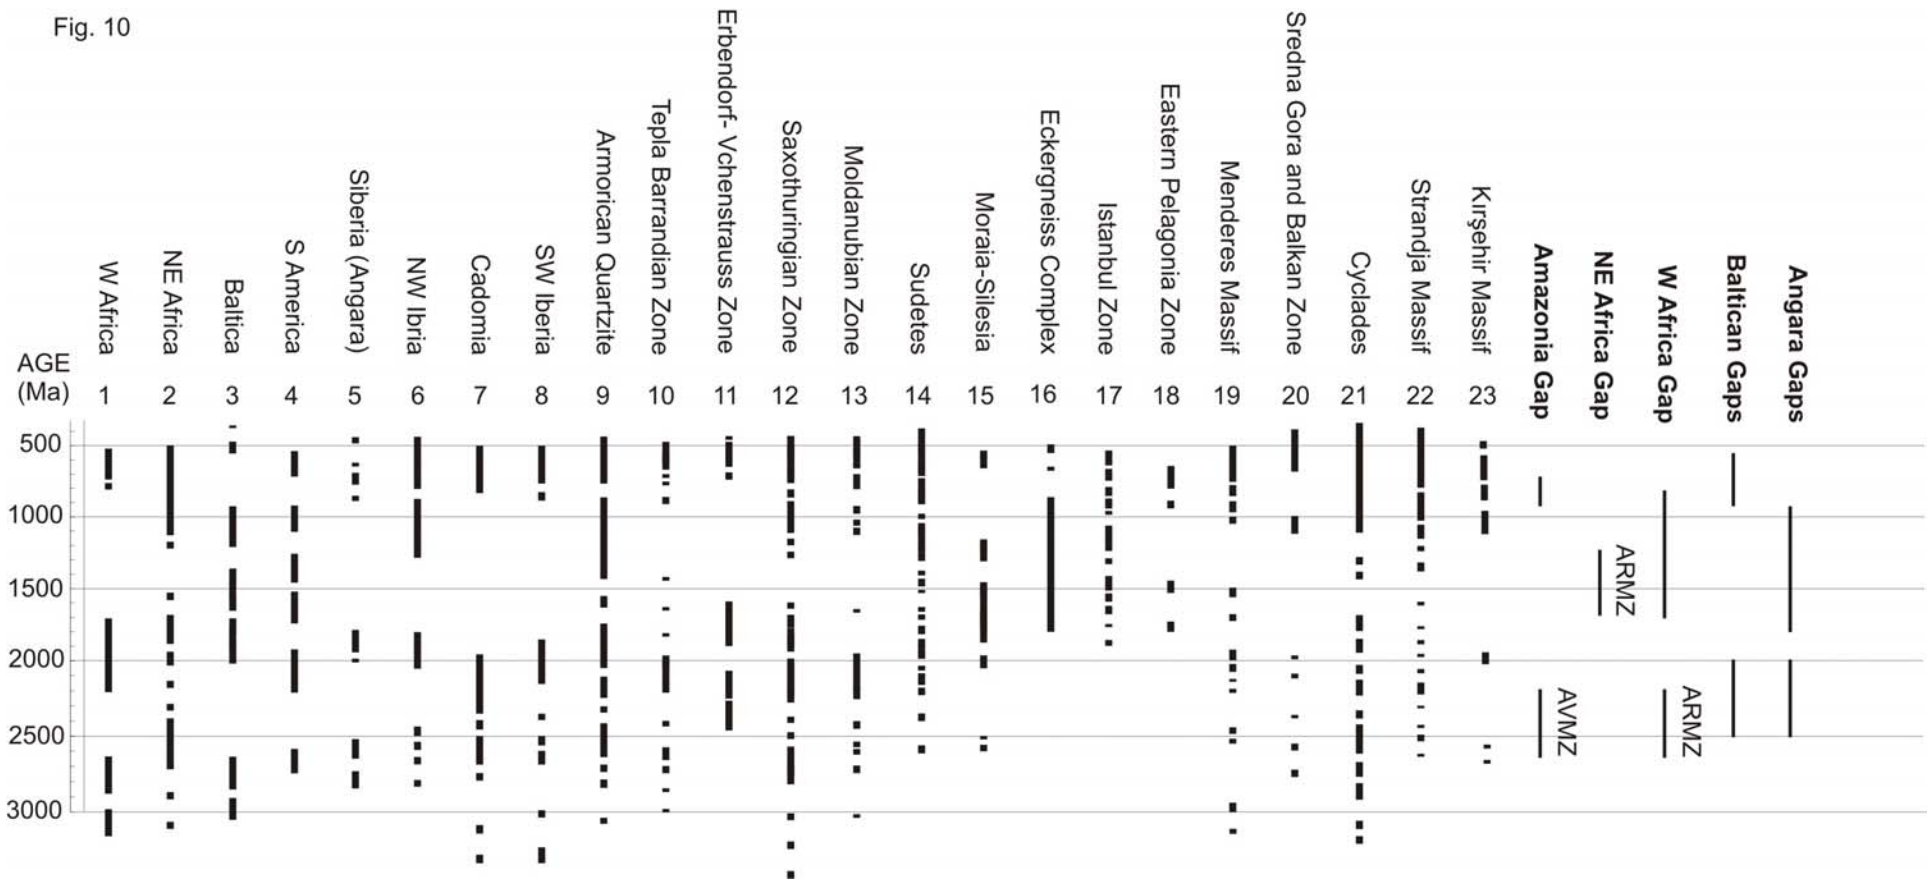 Fig. 10
AGE
(Ma)
W Africa
NE Africa
Baltica
S America
Siberia (Angara)
NW Ibria
Cadomia
SW Iberia
Armorican Quartzite
Tepla Barrandian Zone
Erbendorf- Vchenstrauss Zone
Saxothuringian Zone
Moldanubian Zone
Sudetes
Moraia-Silesia
Eckergneiss Complex
Istanbul Zone
Eastern Pelagonia Zone
Menderes Massif
Sredna Gora and Balkan Zone
Cyclades
Strandja Massif
Kırşehir Massif
Amazonia Gap
NE Africa Gap
W Africa Gap
Baltican Gaps
Angara Gaps
1 2 3 4 5 6 7 8 9 10 11 12 13 14 15 16 17 18 19 20 21 22 23
500
1000
1500
2000
2500
3000
ARMZ
AVMZ
ARMZ